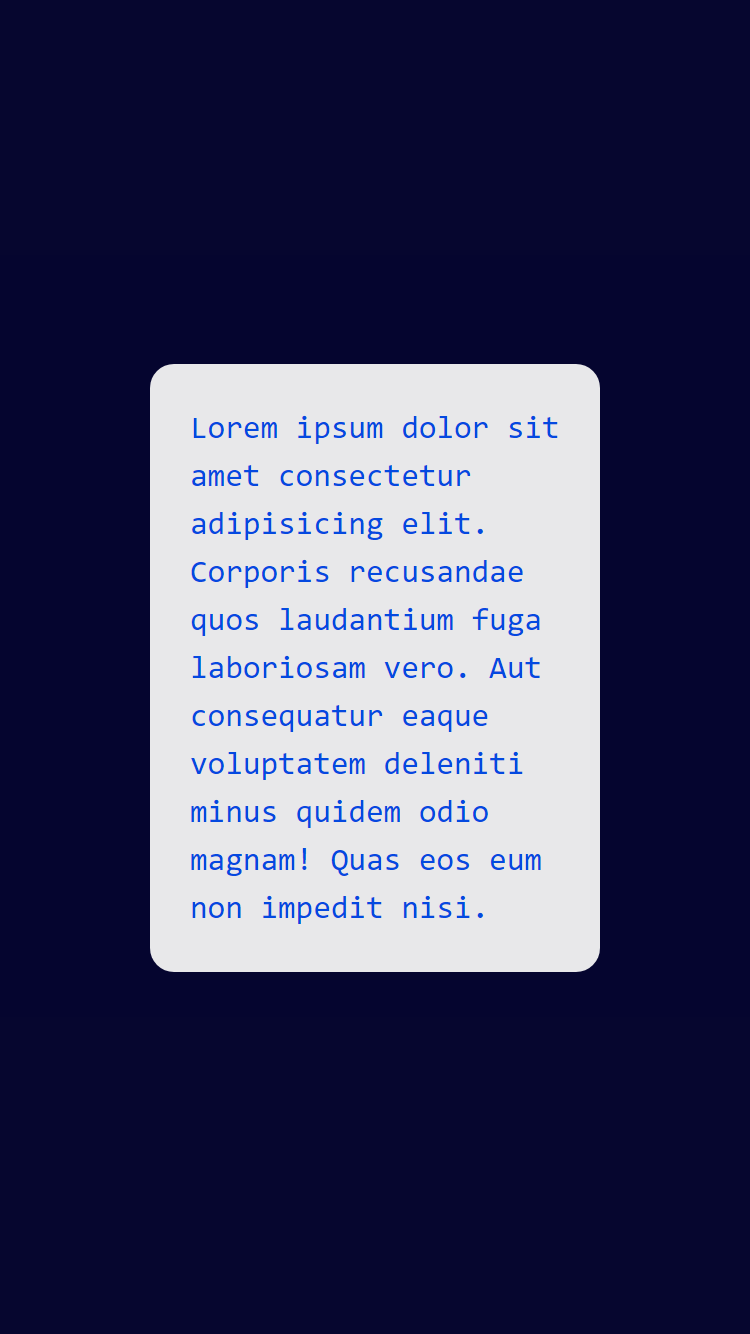 Lorem ipsum dolor sit
amet consectetur
adipisicing elit.
Corporis recusandae
quos laudantium fuga
laboriosam vero. Aut
consequatur eaque
voluptatem deleniti
minus quidem odio
magnam! Quas eos eum
non impedit nisi.